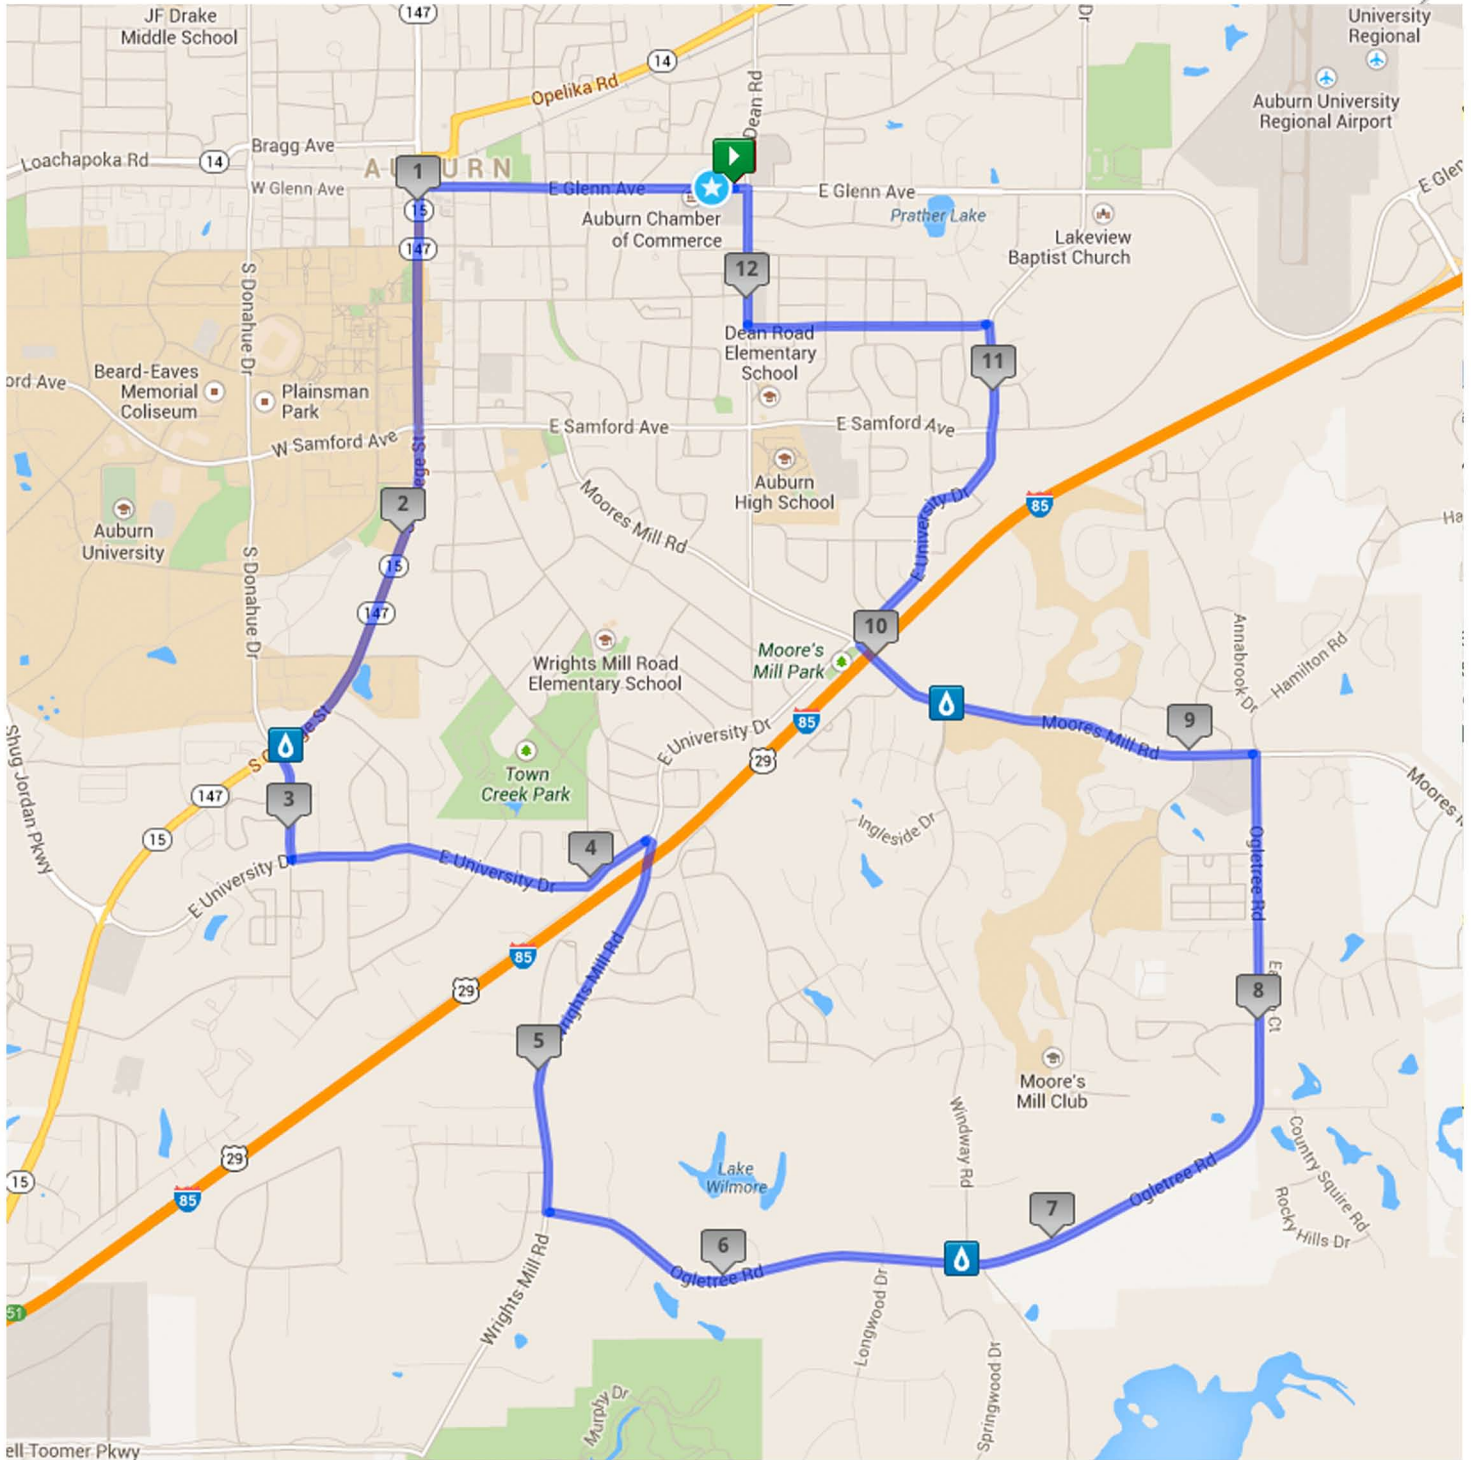 JF Drake
Middle School
147
14
Opelika Rd
Dean Rd
Dr
University
Regional
Auburn University
Regional Airport
Bragg Ave
Loachapoka Rd
14
AUBURN
1
W Glenn Ave
E Glenn Ave
E Glenn Ave
E Glen
Auburn Chamber
of Commerce
Prather Lake
Lakeview
Baptist Church
15
147
12
S Donahue Dr
Dean Road
Elementary
School
11
ord Ave
Beard-Eaves
Memorial
Coliseum
Plainsman
Park
W Samford Ave
E Samford Ave
E Samford Ave
ege St
2
Auburn
High School
Moores Mill Rd
E University Dr
85
Ha
Auburn
University
S Donahue Dr
15
147
10
Wrights Mill Road
Elementary School
Moore's
Mill Park
Annabrook Dr
Hamilton Rd
9
Moores Mill Rd
E University Dr
85
29
S
ge St
Shug Jordan Pkwy
Town
Creek Park
147
3
15
Moores
Ingleside Dr
4
E University Dr
E University D
Ogletree Rd
85
29
Wrights Mill Rd
8
Ct
5
Moore's
Mill Club
Windway Rd
29
15
85
Lake
Wilmore
Ogletree Rd
Country Squire Rd
Rocky Hills Dr
7
6
Ogletree Rd
Wrights Mill Rd
Longwood Dr
51
Springwood Dr
Murphy Dr
ell Toomer Pkwy